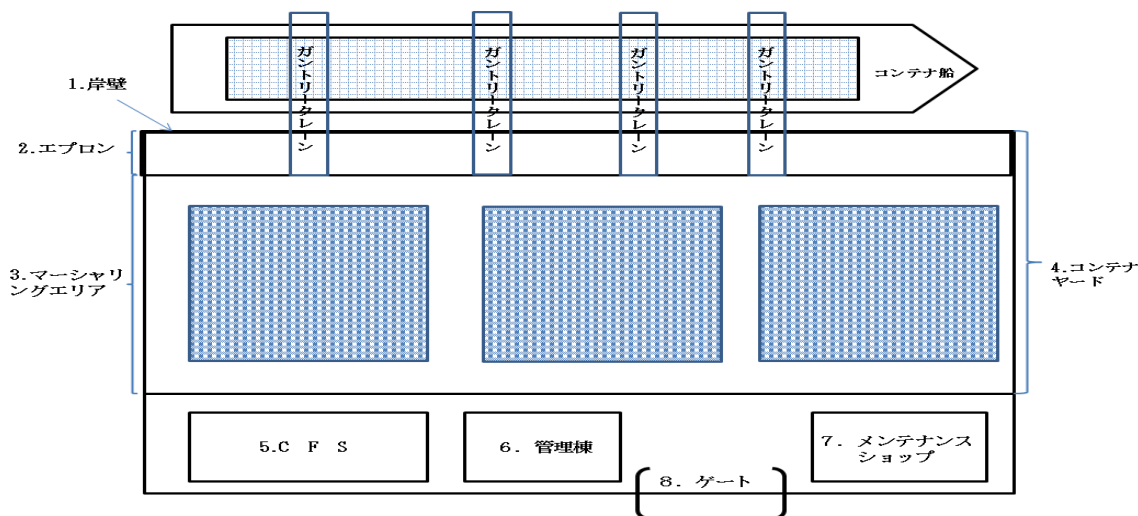 ガントリークレーン
ガントリークレーン
ガントリークレーン
ガントリークレーン
コンテナ船
1.岸壁
2.エプロン
3.マーシャリ
ングエリア
4.コンテナ
ヤード
5.C F S
6. 管理棟
7. メンテナンス
ショップ
8. ゲート